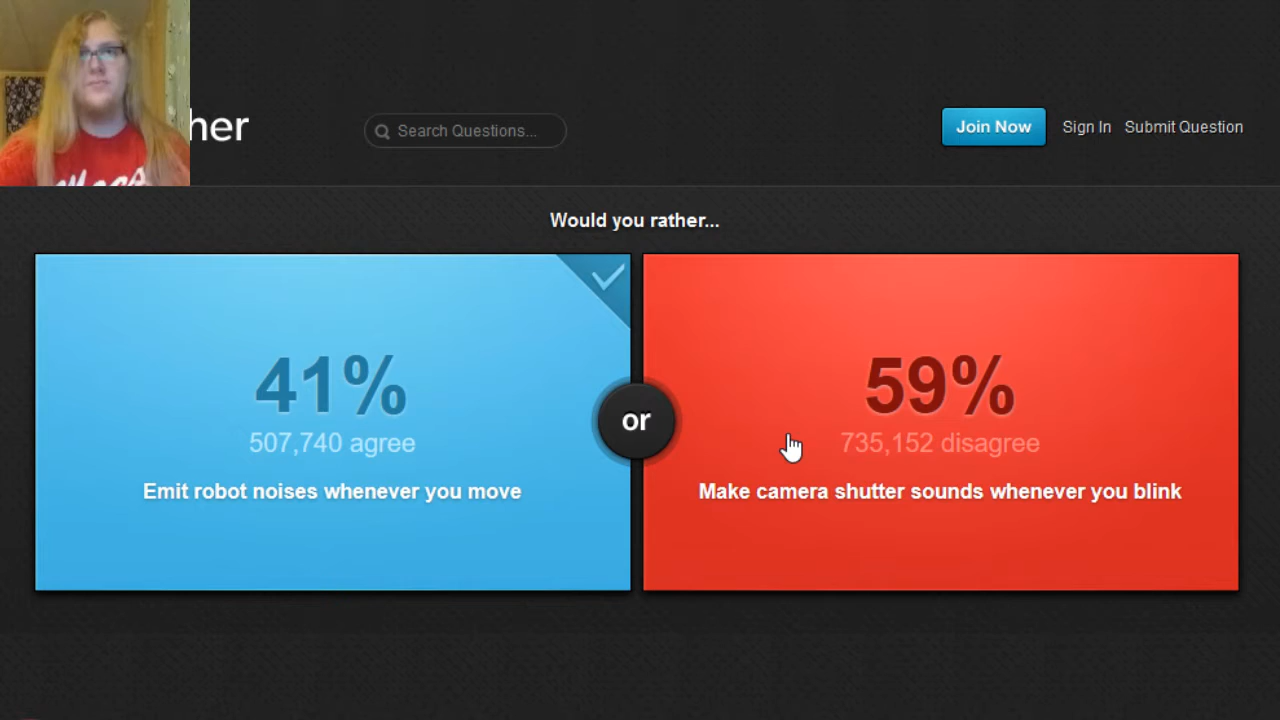 her
Search Questions...
Join Now
Sign In
Submit Question
Would you rather...
41%
507,740 agree
Emit robot noises whenever you move
or
59%
735,152 disagree
Make camera shutter sounds whenever you blink